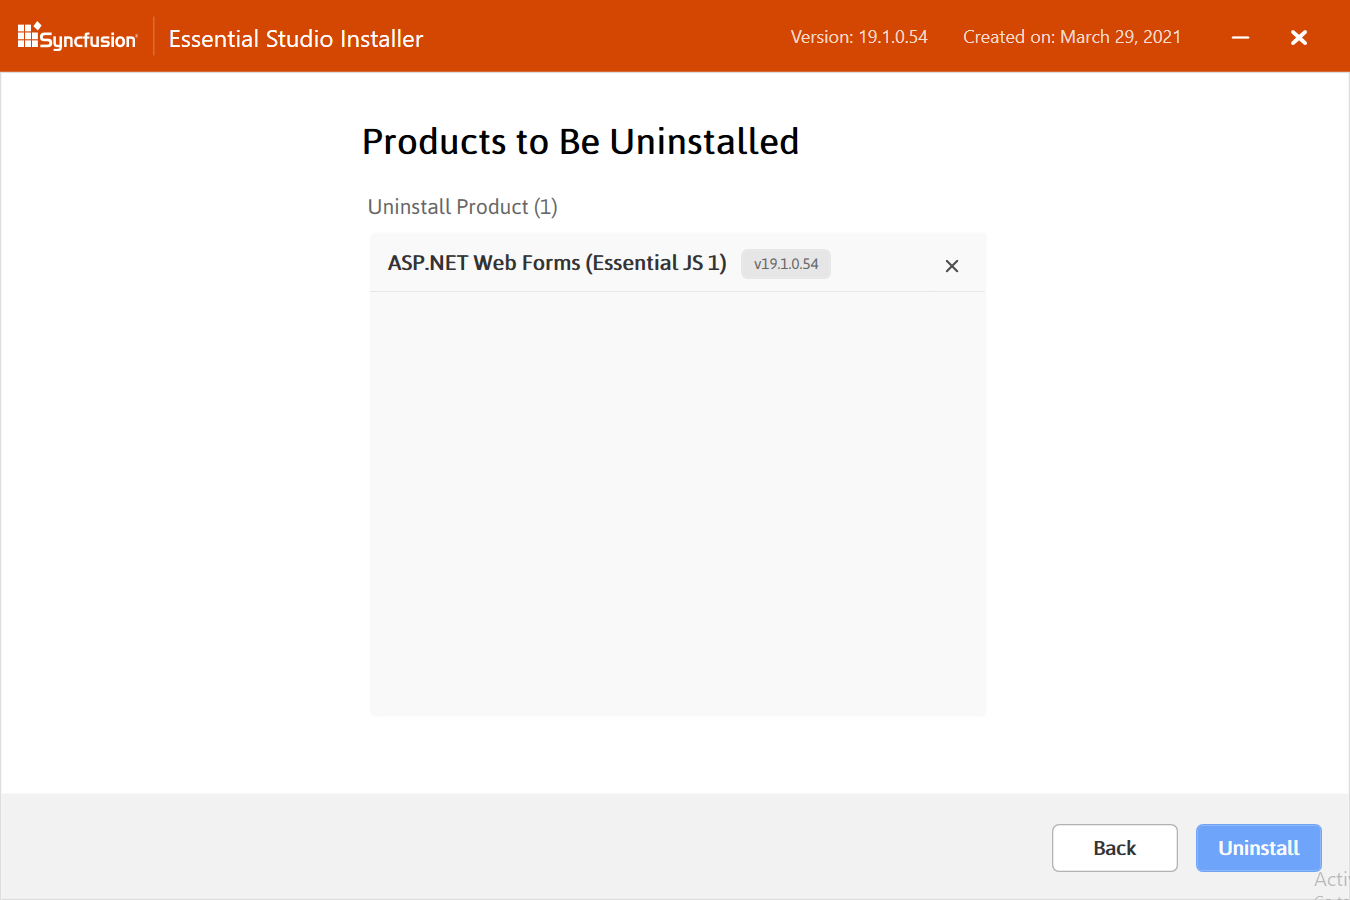 Syncfusion
Essential Studio Installer
Version: 19.1.0.54
Created on: March 29, 2021
Products to Be Uninstalled
Uninstall Product (1)
ASP.NET Web Forms (Essential JS 1)
v19.1.0.54
Back
Uninstall
Acti